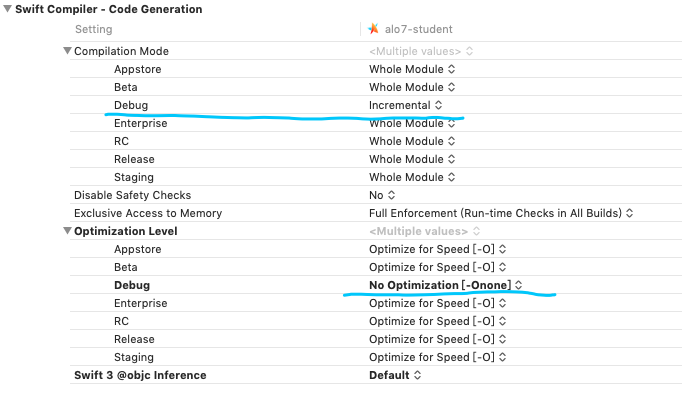 Swift Compiler - Code Generation
Setting alo7-student
Compilation Mode <Multiple values>
Appstore Whole Module
Beta Whole Module
Debug Incremental
Enterprise Whole Module
RC Whole Module
Release Whole Module
Staging Whole Module
Disable Safety Checks No
Exclusive Access to Memory Full Enforcement (Run-time Checks in All Builds)
Optimization Level <Multiple values>
Appstore Optimize for Speed [-O]
Beta Optimize for Speed [-O]
Debug No Optimization [-Onone]
Enterprise Optimize for Speed [-O]
RC Optimize for Speed [-O]
Release Optimize for Speed [-O]
Staging Optimize for Speed [-O]
Swift 3 @objc Inference Default